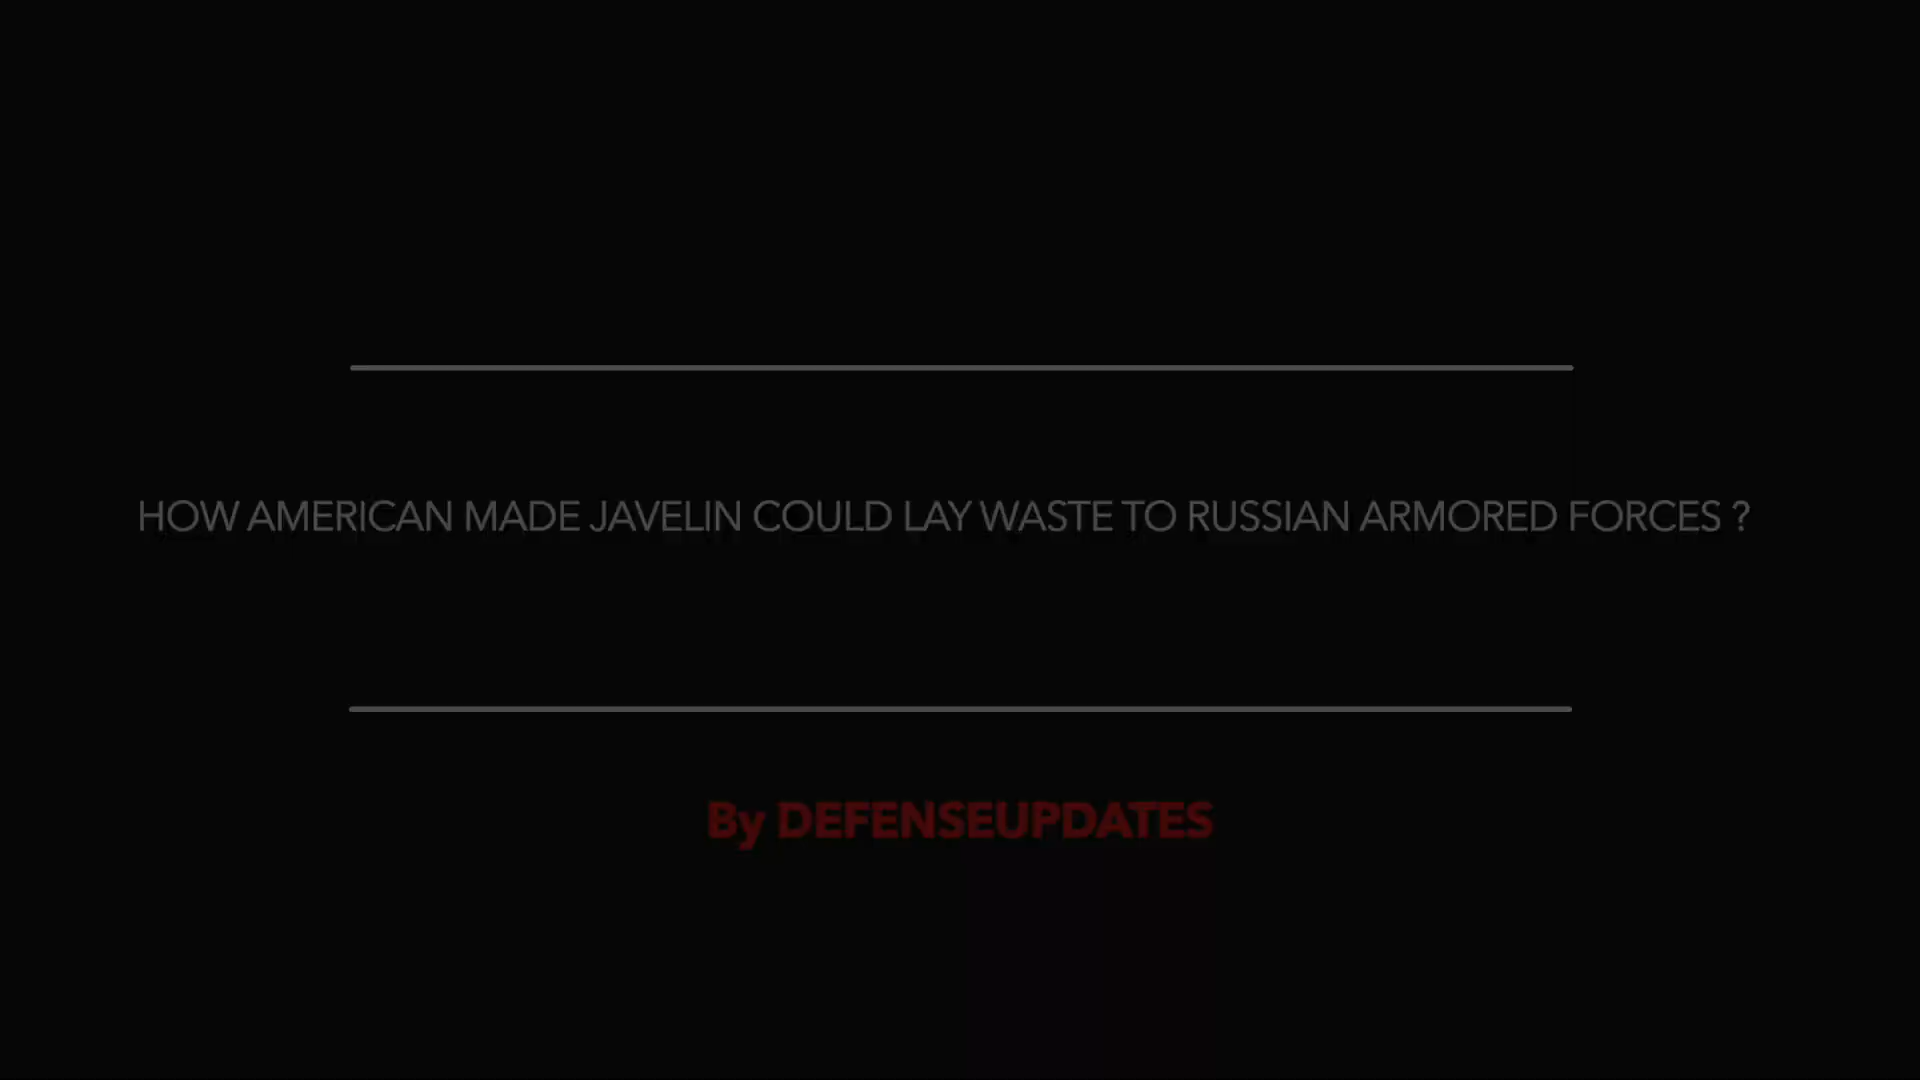 HOW AMERICAN MADE JAVELIN COULD LAY WASTE TO RUSSIAN ARMORED FORCES ?
By DEFENSEUPDATES